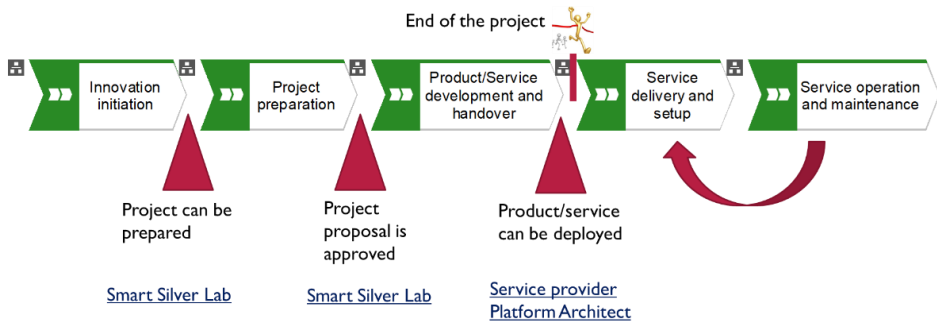 End of the project
Innovation
initiation
Project
preparation
Product/Service
development and
handover
Service
delivery and
setup
Service operation
and maintenance
Project can be
prepared
Project
proposal is
approved
Product/service
can be deployed
Smart Silver Lab
Smart Silver Lab
Service provider
Platform Architect